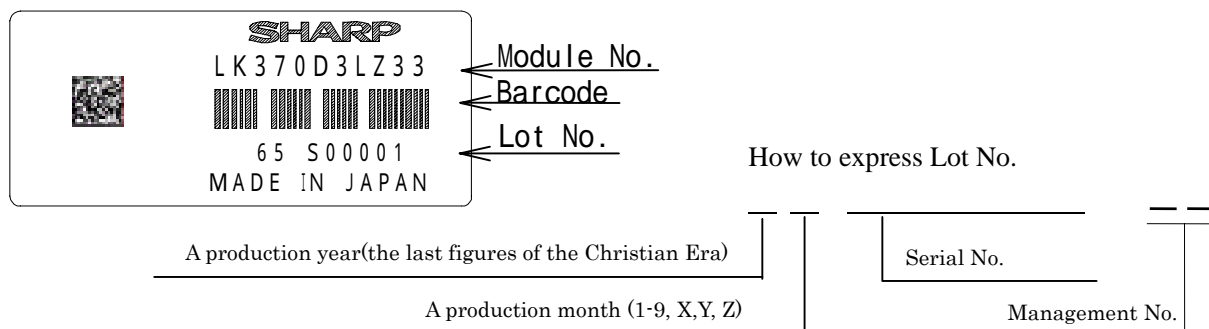 SHARP
LK370D3LZ33
Module No.
Barcode
65 S00001
Lot No.
MADE IN JAPAN
How to express Lot No.
A production year(the last figures of the Christian Era)
Serial No.
A production month (1-9, X,Y, Z)
Management No.